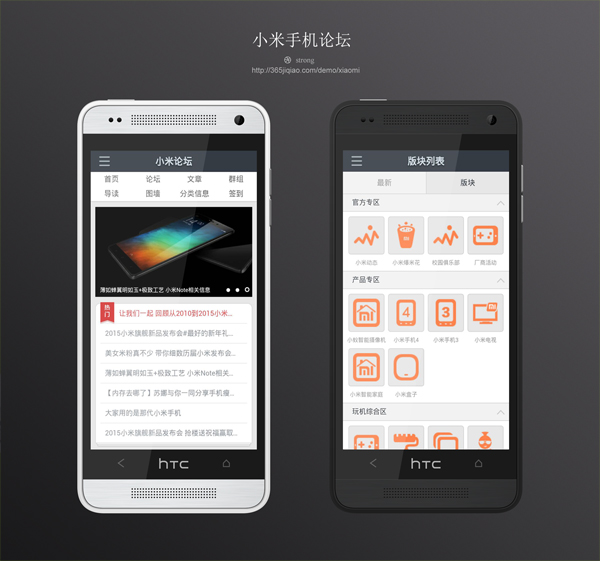 小米手机论坛
strong
http://365jiqiao.com/demo/xiaomi
小米论坛
首页 论坛 文章 群组
导读 图墙 分类信息 签到
薄如蝉翼明如玉+极致工艺 小米Note相关信息
热门
让我们一起 回顾从2010到2015小米...
2015小米旗舰新品发布会#最好的新年礼...
美女米粉真不少 带你细数历届小米发布会...
薄如蝉翼明如玉+极致工艺 小米Note相关...
【内存去哪了】苏娜与你一同分享手机瘦...
大家用的是那代小米手机
2015小米旗舰新品发布会 拾楼送祝福赢取...
hTC
版块列表
最新 版块
官方专区
小米动态 小米爆米花 校园俱乐部 厂商活动
产品专区
mi 4 3 mi
小蚁智能摄像机 小米手机4 小米手机3 小米电视
mi
小米智能家庭 小米盒子
玩机综合区
hTC